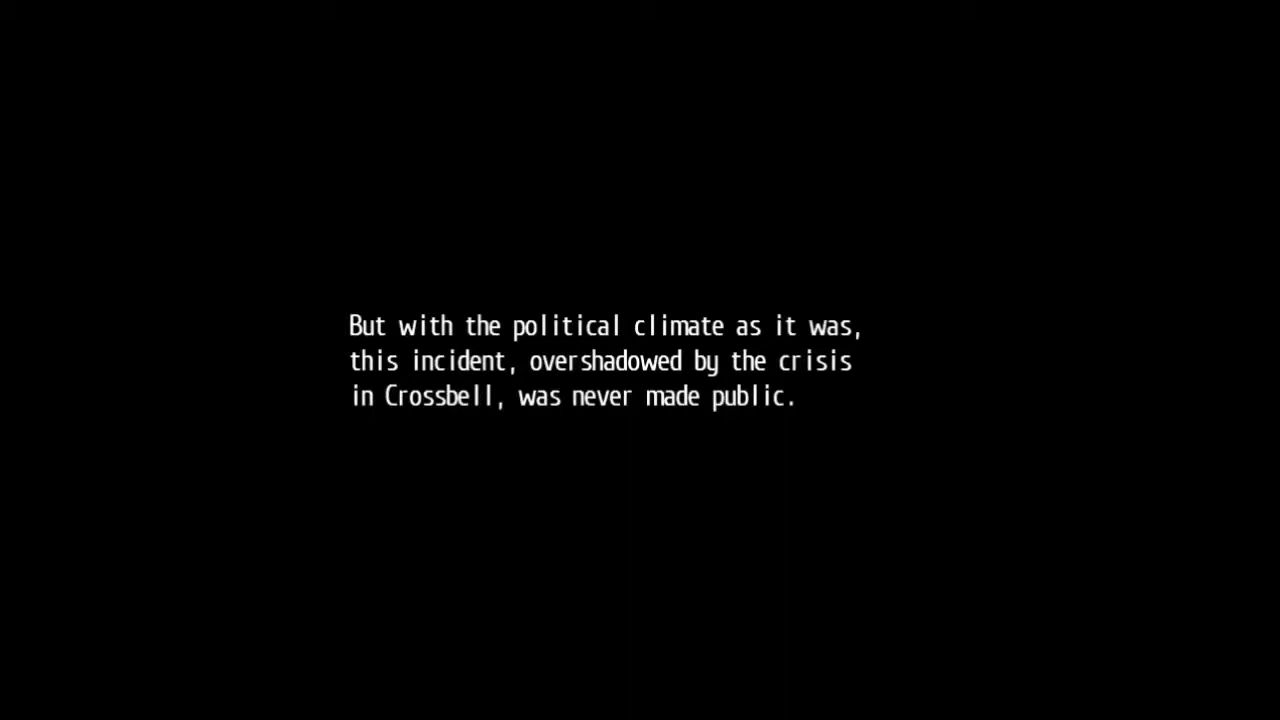 But with the political climate as it was,
this incident, overshadowed by the crisis
in Crossbell, was never made public.